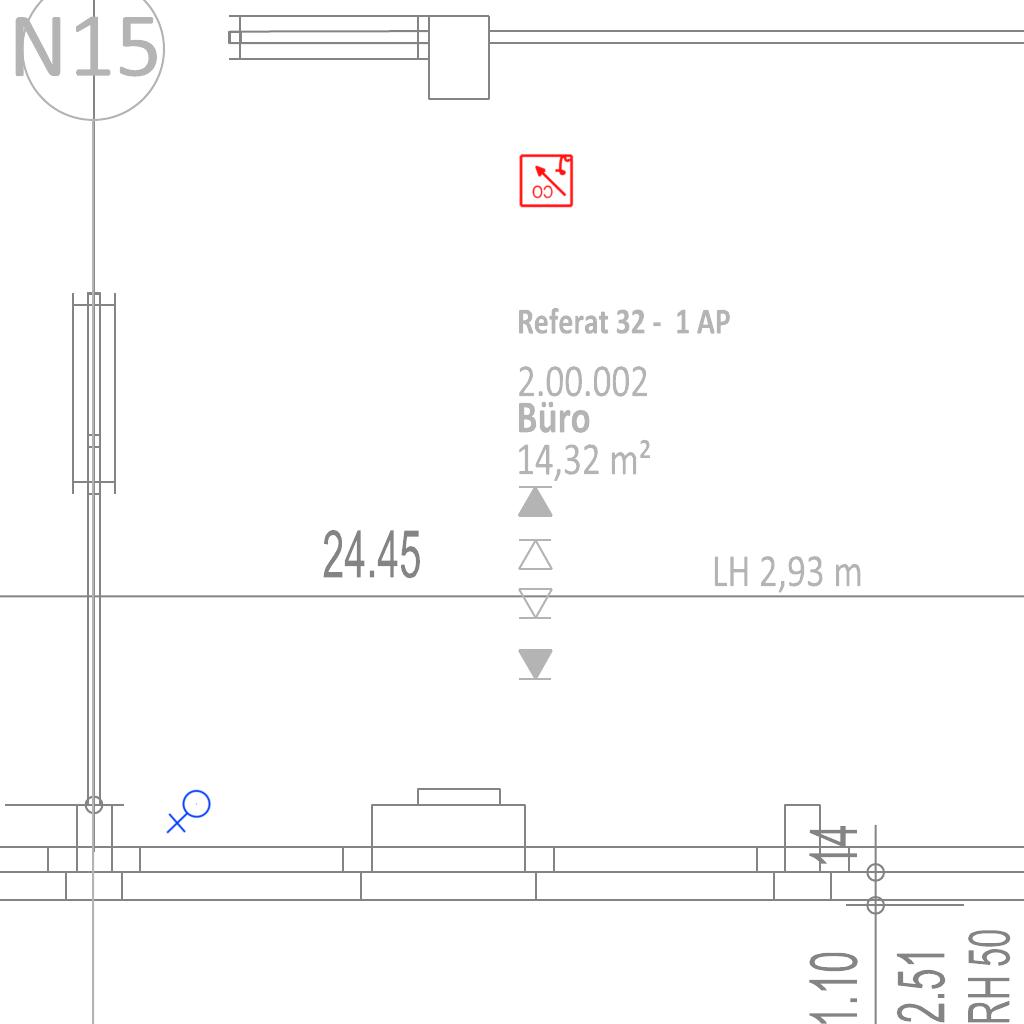 N15
Referat 32 -  1 AP
2.00.002
Büro
14,32 m²
24.45
LH 2,93 m
14
1.10
2.51
RH 50